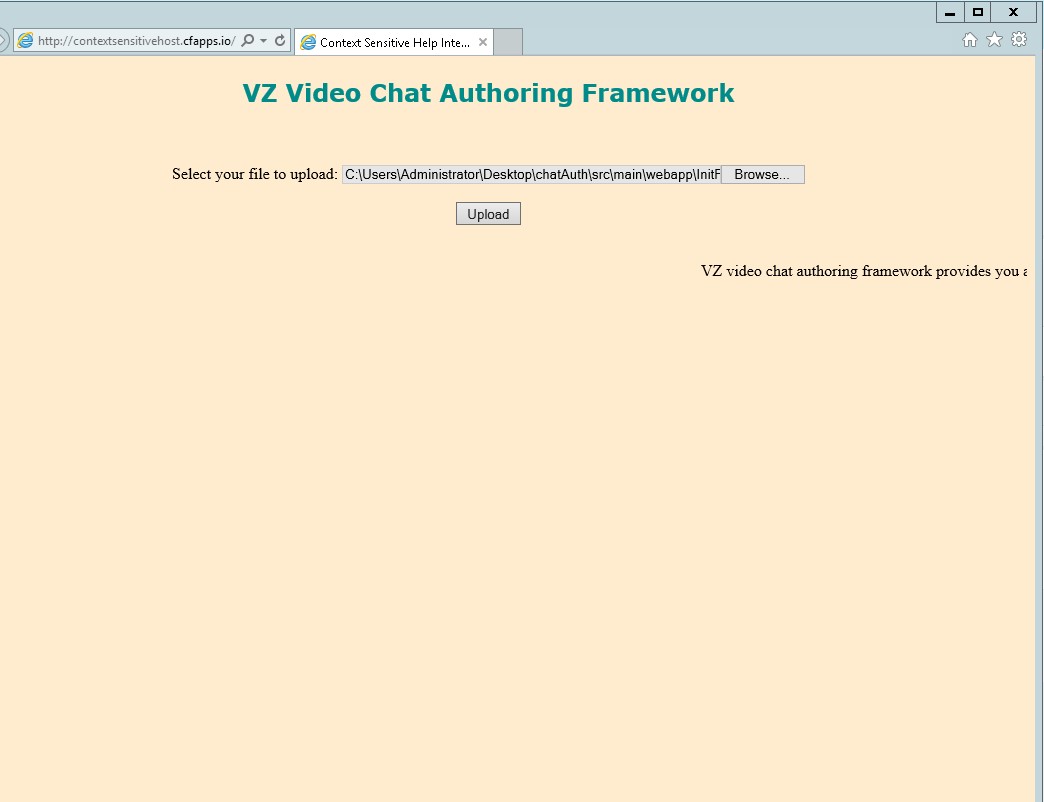 http://contextsensitivehost.cfapps.io/
Context Sensitive Help Inte...
VZ Video Chat Authoring Framework
Select your file to upload: C:\Users\Administrator\Desktop\chatAuth\src\main\webapp\InitF Browse...
Upload
VZ video chat authoring framework provides you a